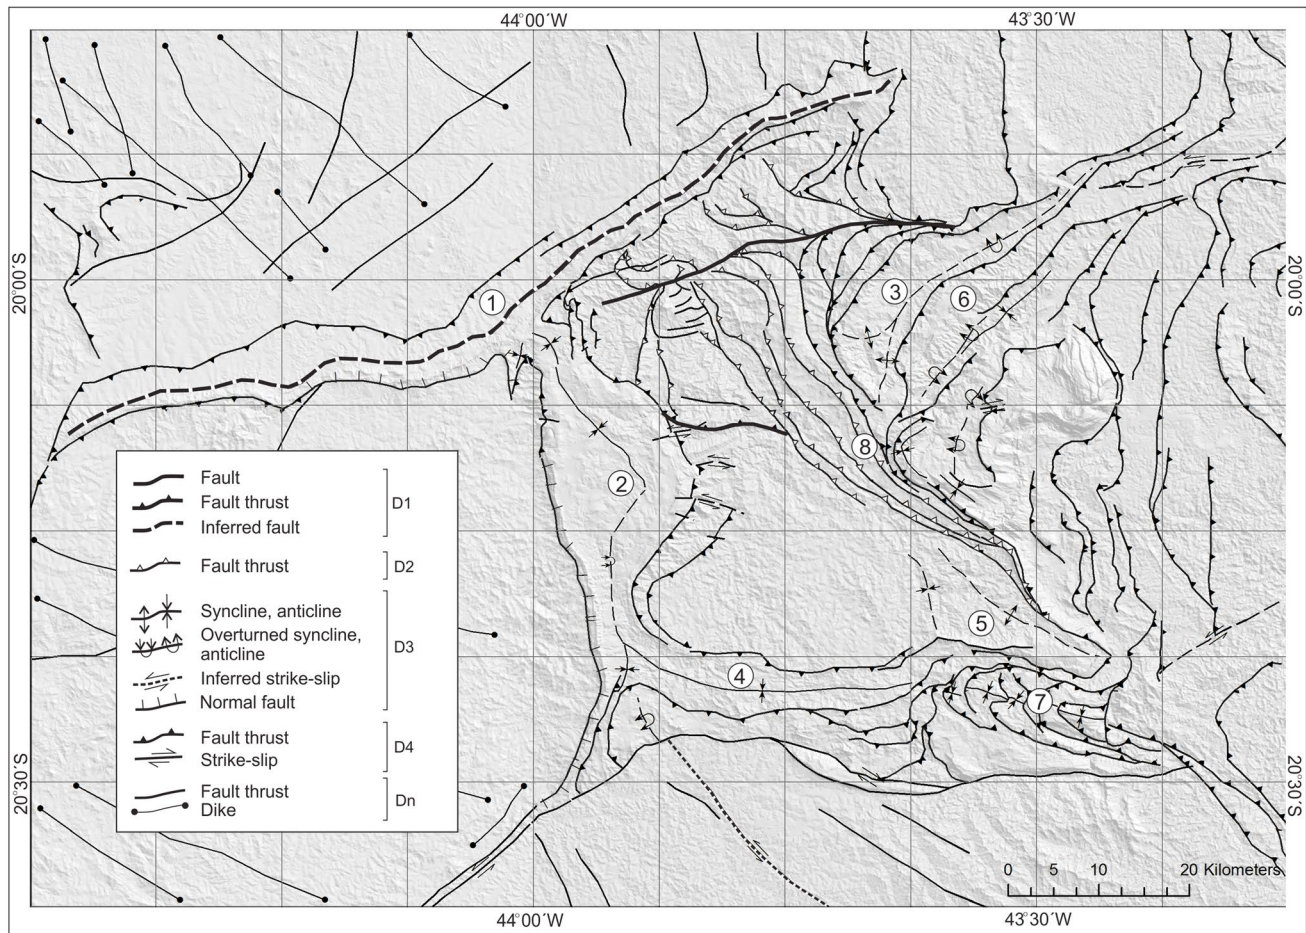 44°00´W 43°30´W
20°00´S 20°00´S
1
3
6
8
2
5
4
7
Fault
Fault thrust D1
Inferred fault
Fault thrust D2
Syncline, anticline
Overturned syncline,
anticline D3
Inferred strike-slip
Normal fault
Fault thrust D4
Strike-slip
Fault thrust Dn
Dike
20°30´S 20°30´S
0 5 10 20 Kilometers
44°00´W 43°30´W